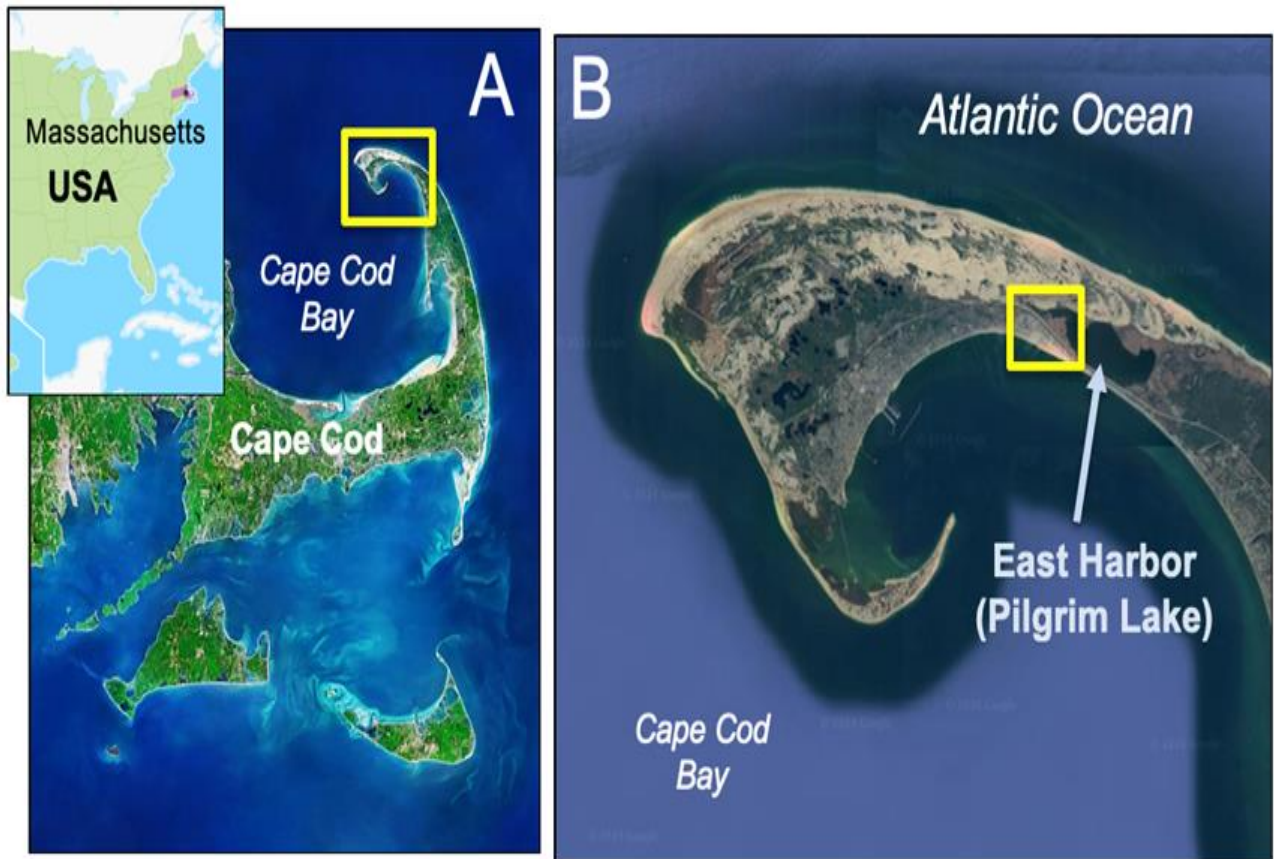 Massachusetts
USA
A
Cape Cod
Bay
Cape Cod
B
Atlantic Ocean
East Harbor
(Pilgrim Lake)
Cape Cod
Bay